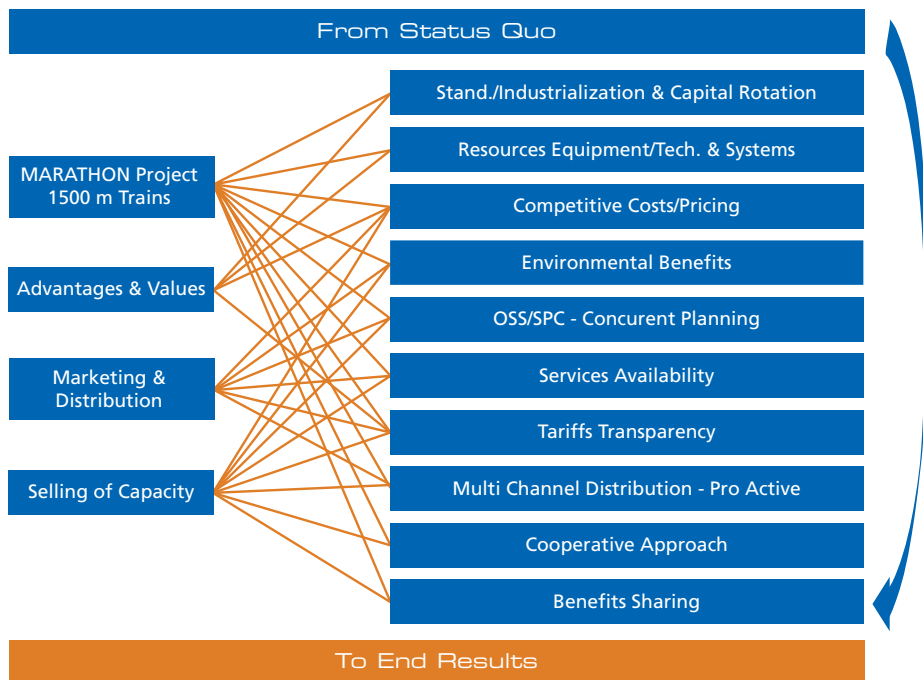 From Status Quo
MARATHON Project
1500 m Trains
Advantages & Values
Marketing &
Distribution
Selling of Capacity
Stand./Industrialization & Capital Rotation
Resources Equipment/Tech. & Systems
Competitive Costs/Pricing
Environmental Benefits
OSS/SPC - Concurent Planning
Services Availability
Tariffs Transparency
Multi Channel Distribution - Pro Active
Cooperative Approach
Benefits Sharing
To End Results